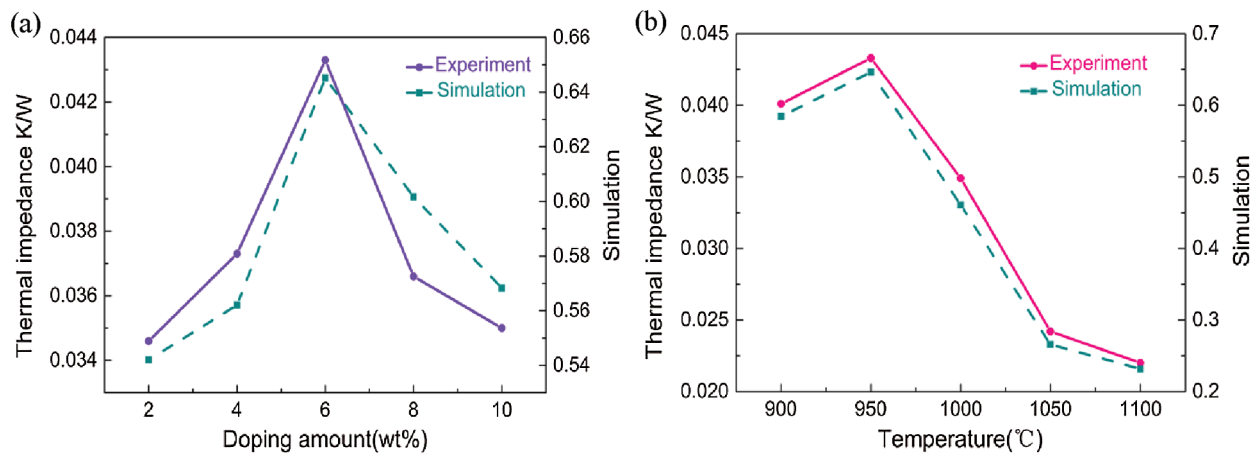 (a)
Thermal impedance K/W
0.044
0.042
0.040
0.038
0.036
0.034
Experiment
Simulation
0.66
0.64
0.62
0.60
0.58
0.56
0.54
Simulation
2 4 6 8 10
Doping amount(wt%)
(b)
Thermal impedance K/W
0.045
0.040
0.035
0.030
0.025
0.020
Experiment
Simulation
0.7
0.6
0.5
0.4
0.3
0.2
Simulation
900 950 1000 1050 1100
Temperature(℃)